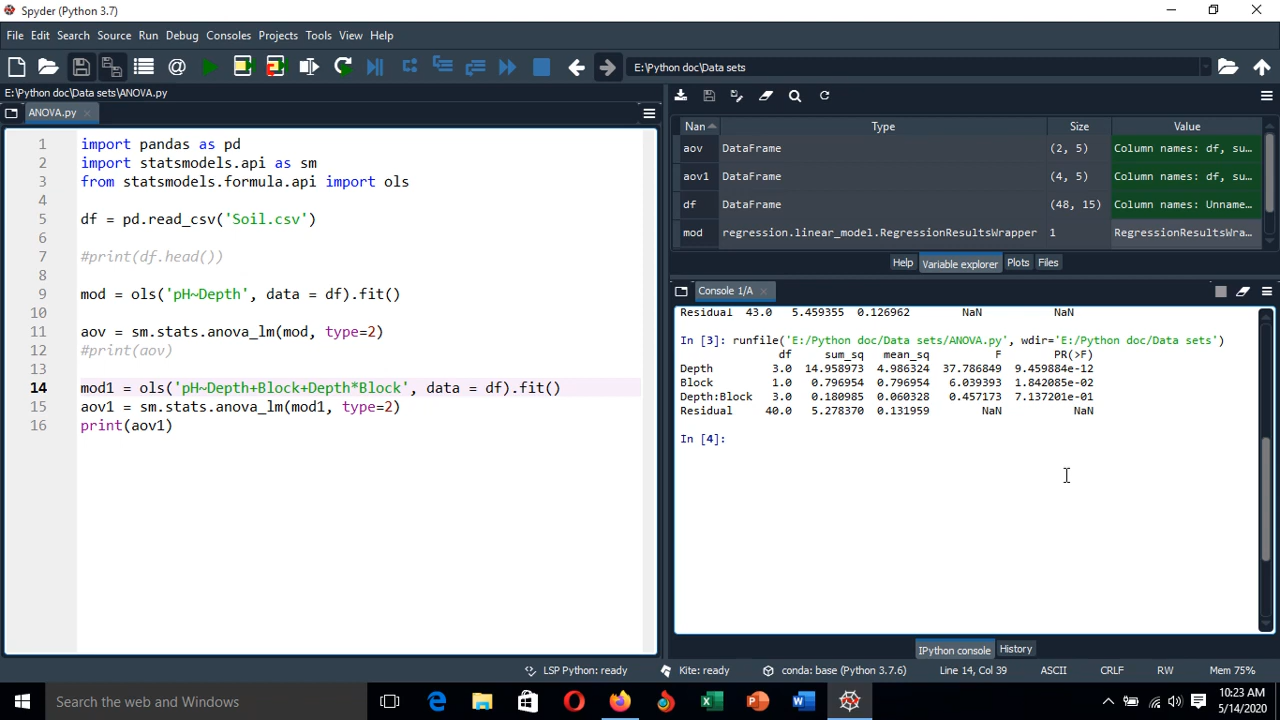 Spyder (Python 3.7)
File Edit Search Source Run Debug Consoles Projects Tools View Help
E:\Python doc\Data sets
E:\Python doc\Data sets\ANOVA.py
ANOVA.py
1 import pandas as pd
2 import statsmodels.api as sm
3 from statsmodels.formula.api import ols
4
5 df = pd.read_csv('Soil.csv')
6
7 #print(df.head())
8
9 mod = ols('pH~Depth', data = df).fit()
10
11 aov = sm.stats.anova_lm(mod, type=2)
12 #print(aov)
13
14 mod1 = ols('pH~Depth+Block+Depth*Block', data = df).fit()
15 aov1 = sm.stats.anova_lm(mod1, type=2)
16 print(aov1)
Nan Type Size Value
aov DataFrame (2, 5) Column names: df, su...
aov1 DataFrame (4, 5) Column names: df, su...
df DataFrame (48, 15) Column names: Unname...
mod regression.linear_model.RegressionResultsWrapper 1 RegressionResultsWra...
Help Variable explorer Plots Files
Console 1/A
Residual 43.0 5.459355 0.126962 NaN NaN
In [3]: runfile('E:/Python doc/Data sets/ANOVA.py', wdir='E:/Python doc/Data sets')
df sum_sq mean_sq F PR(>F)
Depth 3.0 14.958973 4.986324 37.786849 9.459884e-12
Block 1.0 0.796954 0.796954 6.039393 1.842085e-02
Depth:Block 3.0 0.180985 0.060328 0.457173 7.137201e-01
Residual 40.0 5.278370 0.131959 NaN NaN
In [4]:
IPython console History
LSP Python: ready Kite: ready conda: base (Python 3.7.6) Line 14, Col 39 ASCII CRLF RW Mem 75%
Search the web and Windows
10:23 AM
5/14/2020